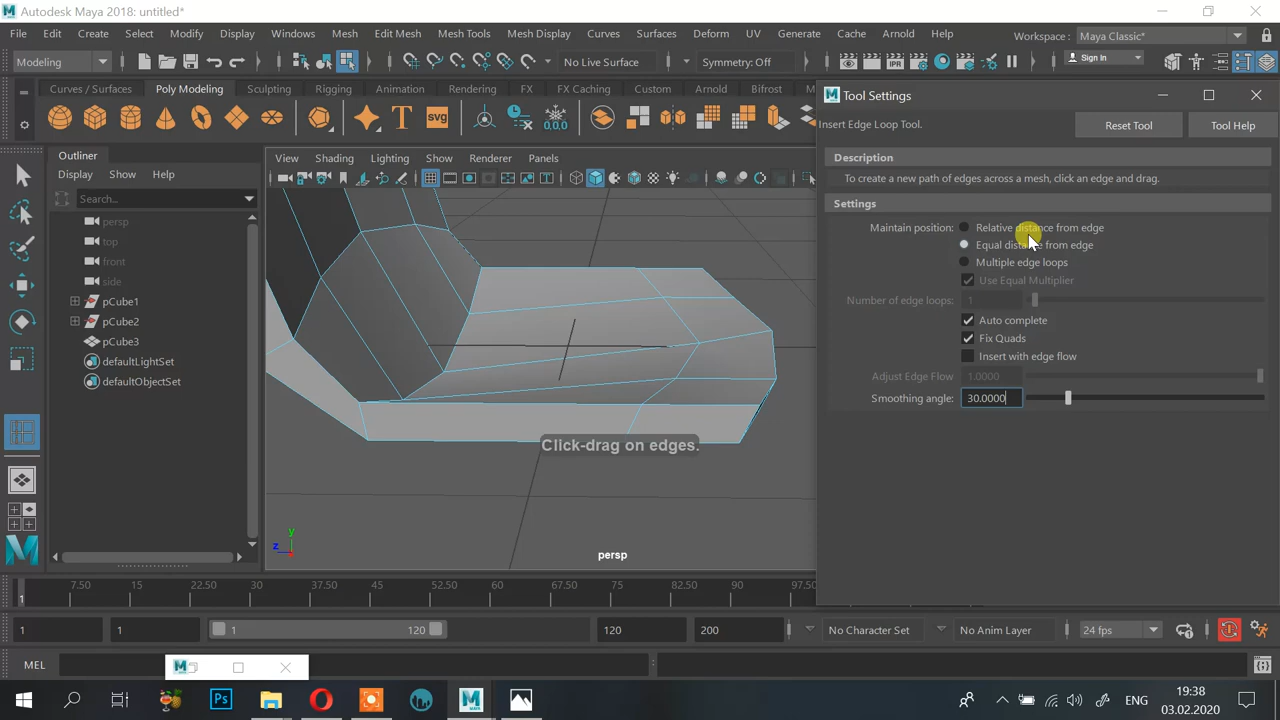 Autodesk Maya 2018: untitled*
File Edit Create Select Modify Display Windows Mesh Edit Mesh Mesh Tools Mesh Display Curves Surfaces Deform UV Generate Cache Arnold Help Workspace : Maya Classic*
Modeling No Live Surface Symmetry: Off IPR Sign In
Curves / Surfaces Poly Modeling Sculpting Rigging Animation Rendering FX FX Caching Custom Arnold Bifrost
T SVG 0,0,0
Tool Settings
Insert Edge Loop Tool. Reset Tool Tool Help
Description
To create a new path of edges across a mesh, click an edge and drag.
Settings
Maintain position: Relative distance from edge
Equal distance from edge
Multiple edge loops
Use Equal Multiplier
Number of edge loops: 1
Auto complete
Fix Quads
Insert with edge flow
Adjust Edge Flow 1.0000
Smoothing angle: 30.0000
Outliner
Display Show Help
Search...
persp
top
front
side
pCube1
pCube2
pCube3
defaultLightSet
defaultObjectSet
View Shading Lighting Show Renderer Panels
Click-drag on edges.
y
z
persp
1 7.50 15 22.50 30 37.50 45 52.50 60 67.50 75 82.50 90 97.50
1 1 1 120 120 200 No Character Set No Anim Layer 24 fps
MEL
Ps ENG 19:38
03.02.2020